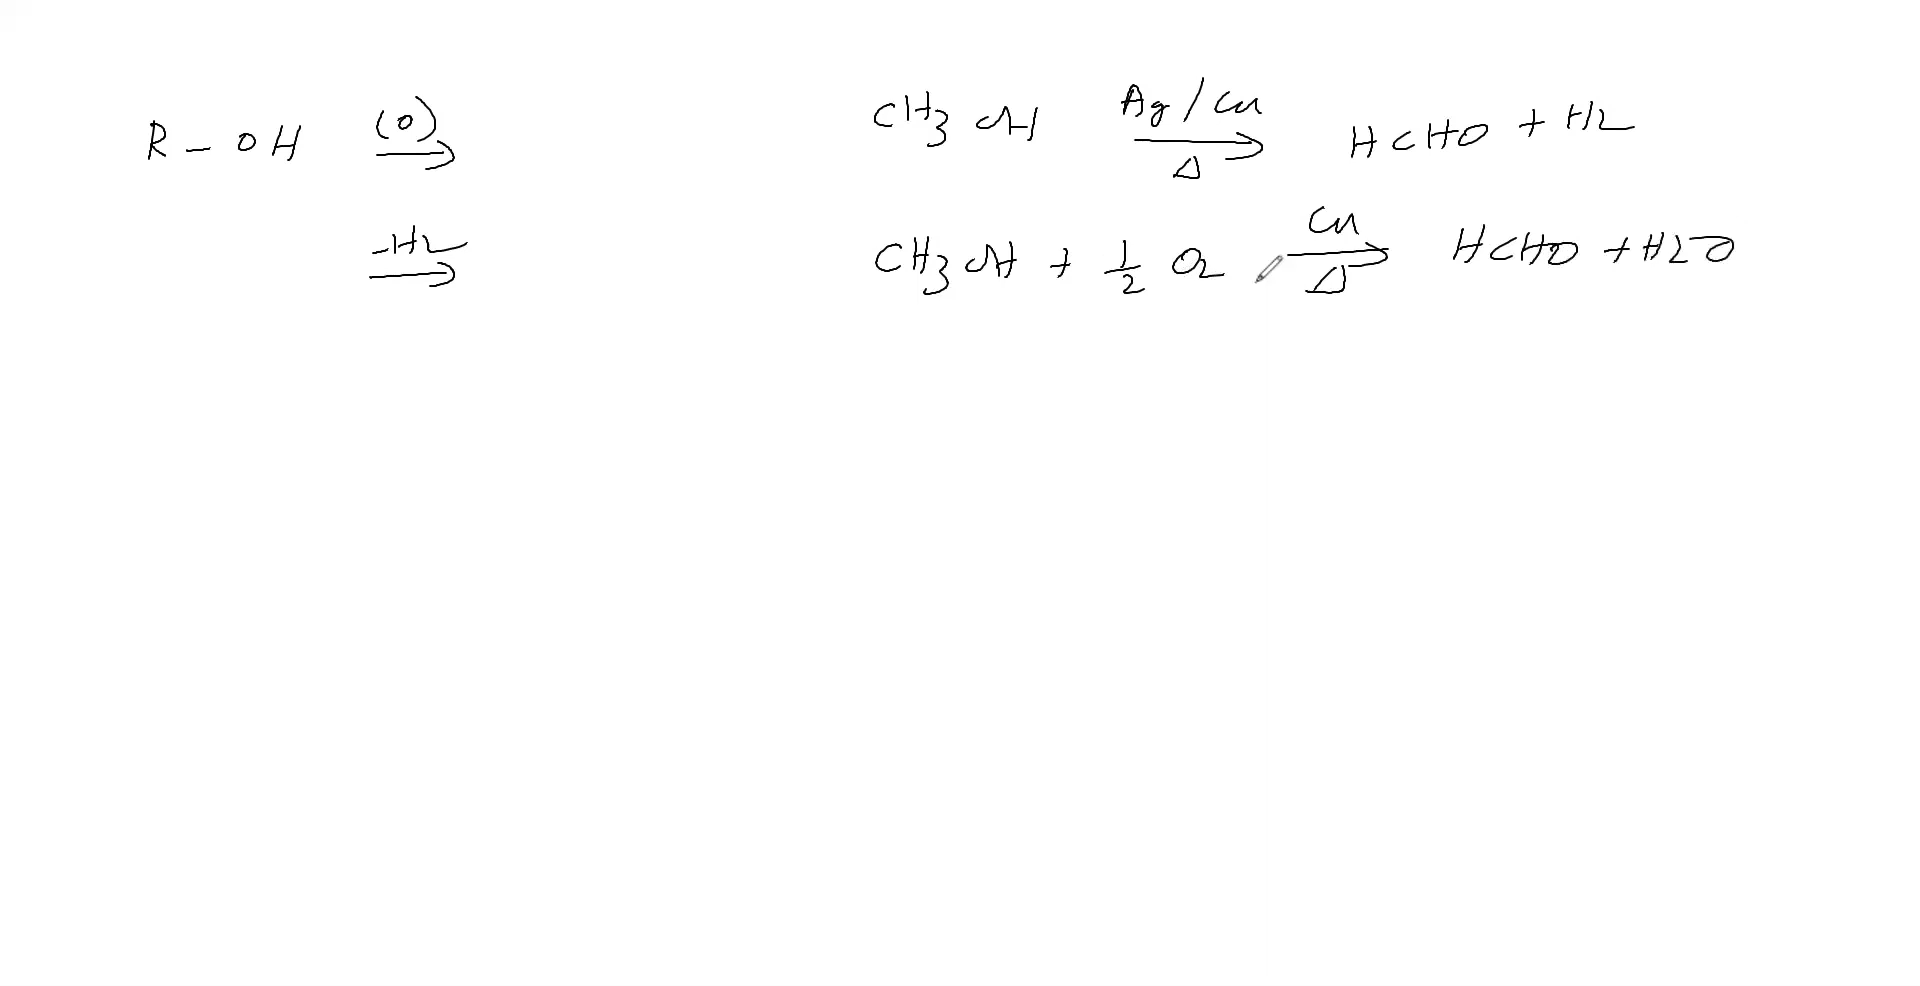 R - OH (O) →
-H2 →
CH3OH Ag/Cu → Δ HCHO + H2
CH3OH + 1/2 O2 Cu → Δ HCHO + H2O